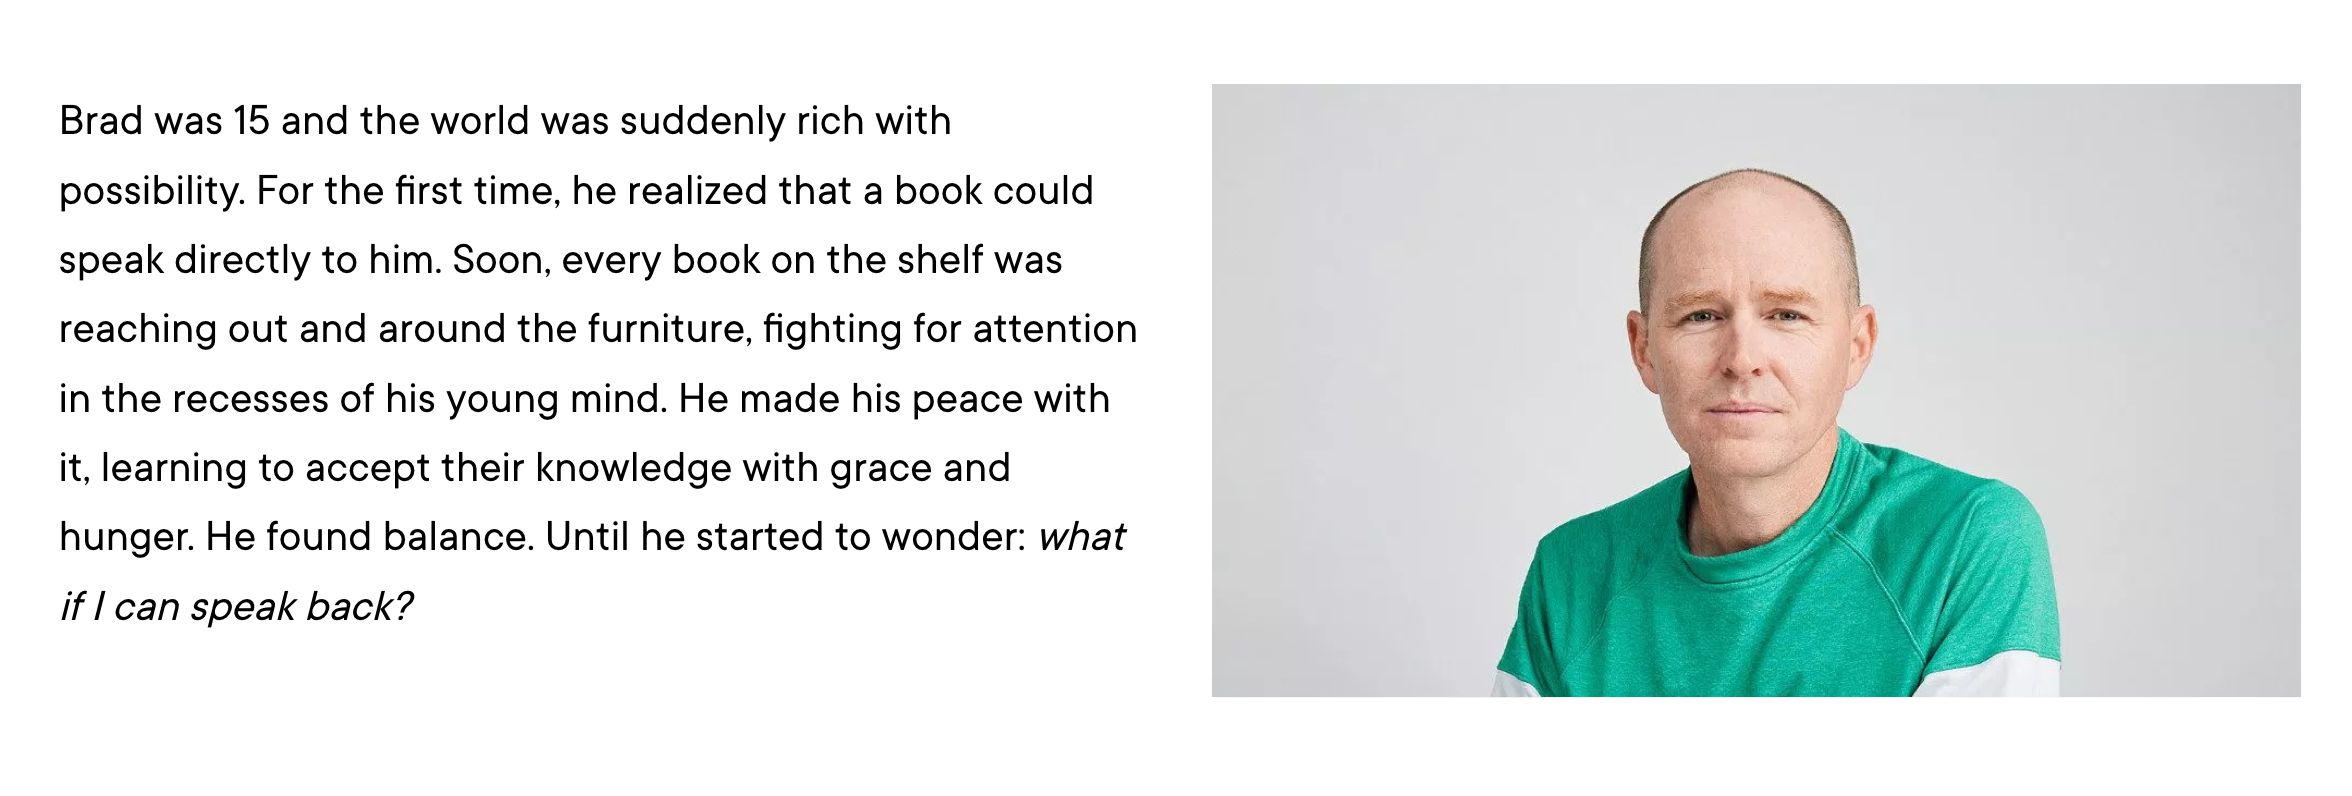 Brad was 15 and the world was suddenly rich with
possibility. For the first time, he realized that a book could
speak directly to him. Soon, every book on the shelf was
reaching out and around the furniture, fighting for attention
in the recesses of his young mind. He made his peace with
it, learning to accept their knowledge with grace and
hunger. He found balance. Until he started to wonder: what
if I can speak back?